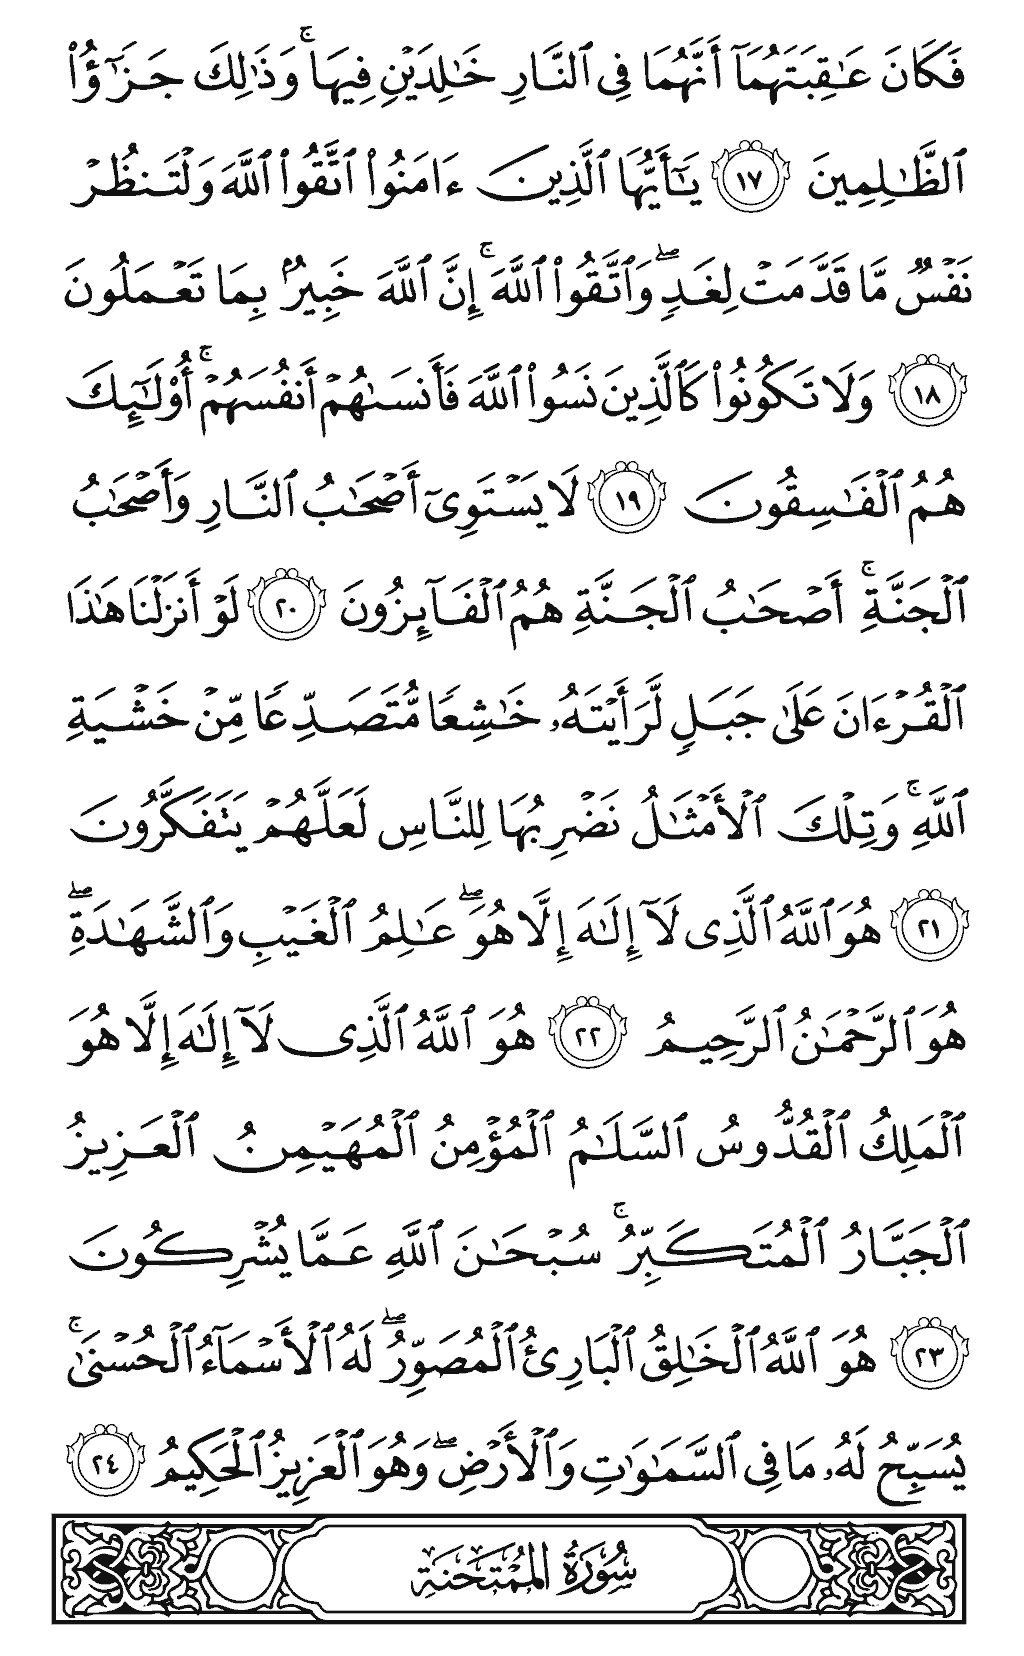 فَكَانَ عَٰقِبَتَهُمَآ أَنَّهُمَا فِى ٱلنَّارِ خَٰلِدَيْنِ فِيهَا ۚ وَذَٰلِكَ جَزَٰٓؤُا۟
ٱلظَّٰلِمِينَ ١٧ يَٰٓأَيُّهَا ٱلَّذِينَ ءَامَنُوا۟ ٱتَّقُوا۟ ٱللَّهَ وَلْتَنظُرْ
نَفْسٌ مَّا قَدَّمَتْ لِغَدٍ ۖ وَٱتَّقُوا۟ ٱللَّهَ ۚ إِنَّ ٱللَّهَ خَبِيرٌۢ بِمَا تَعْمَلُونَ
١٨ وَلَا تَكُونُوا۟ كَٱلَّذِينَ نَسُوا۟ ٱللَّهَ فَأَنسَىٰهُمْ أَنفُسَهُمْ ۚ أُو۟لَٰٓئِكَ
هُمُ ٱلْفَٰسِقُونَ ١٩ لَا يَسْتَوِىٓ أَصْحَٰبُ ٱلنَّارِ وَأَصْحَٰبُ
ٱلْجَنَّةِ ۚ أَصْحَٰبُ ٱلْجَنَّةِ هُمُ ٱلْفَآئِزُونَ ٢٠ لَوْ أَنزَلْنَا هَٰذَا
ٱلْقُرْءَانَ عَلَىٰ جَبَلٍ لَّرَأَيْتَهُۥ خَٰشِعًا مُّتَصَدِّعًا مِّنْ خَشْيَةِ
ٱللَّهِ ۚ وَتِلْكَ ٱلْأَمْثَٰلُ نَضْرِبُهَا لِلنَّاسِ لَعَلَّهُمْ يَتَفَكَّرُونَ
٢١ هُوَ ٱللَّهُ ٱلَّذِى لَآ إِلَٰهَ إِلَّا هُوَ ۖ عَٰلِمُ ٱلْغَيْبِ وَٱلشَّهَٰدَةِ ۖ
هُوَ ٱلرَّحْمَٰنُ ٱلرَّحِيمُ ٢٢ هُوَ ٱللَّهُ ٱلَّذِى لَآ إِلَٰهَ إِلَّا هُوَ
ٱلْمَلِكُ ٱلْقُدُّوسُ ٱلسَّلَٰمُ ٱلْمُؤْمِنُ ٱلْمُهَيْمِنُ ٱلْعَزِيزُ
ٱلْجَبَّارُ ٱلْمُتَكَبِّرُ ۚ سُبْحَٰنَ ٱللَّهِ عَمَّا يُشْرِكُونَ
٢٣ هُوَ ٱللَّهُ ٱلْخَٰلِقُ ٱلْبَارِئُ ٱلْمُصَوِّرُ ۖ لَهُ ٱلْأَسْمَآءُ ٱلْحُسْنَىٰ ۚ
يُسَبِّحُ لَهُۥ مَا فِى ٱلسَّمَٰوَٰتِ وَٱلْأَرْضِ ۖ وَهُوَ ٱلْعَزِيزُ ٱلْحَكِيمُ ٢٤
سُورَةُ المُمْتَحَنَةِ